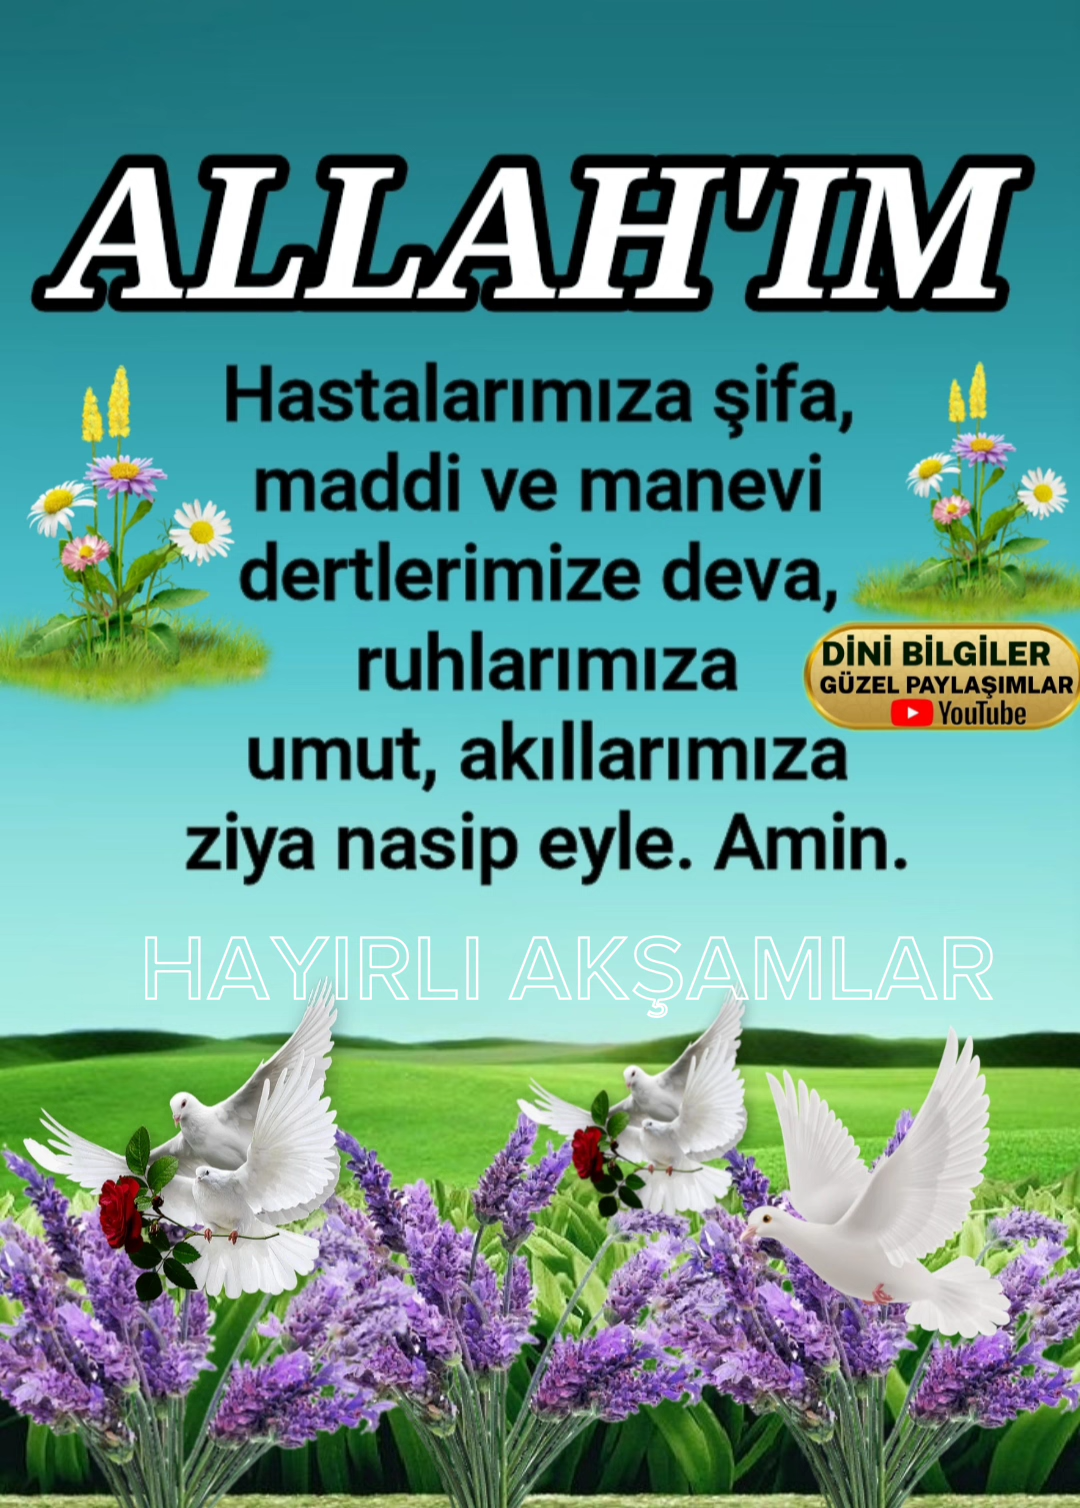 ALLAH'IM
Hastalarımıza şifa,
maddi ve manevi
dertlerimize deva,
ruhlarımıza
umut, akıllarımıza
ziya nasip eyle. Amin.
DİNİ BİLGİLER
GÜZEL PAYLAŞIMLAR
YouTube
HAYIRLI AKŞAMLAR